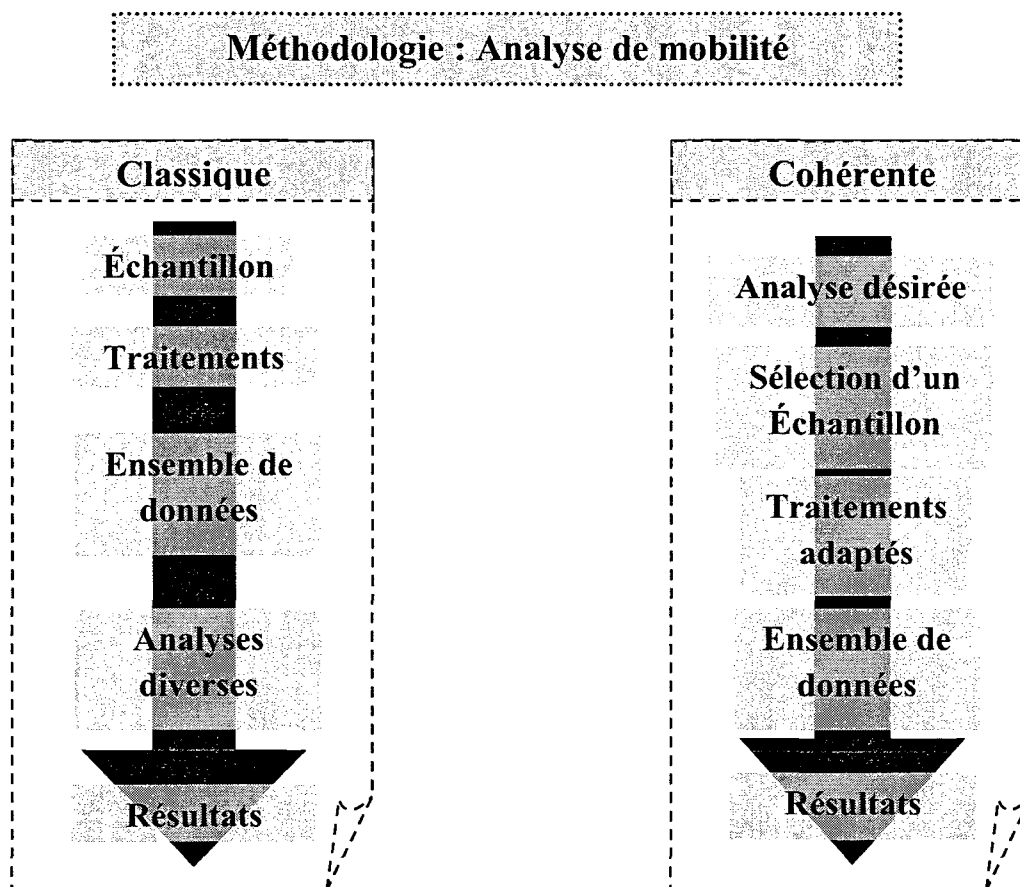 Méthodologie : Analyse de mobilité
Classique
Échantillon
Traitements
Ensemble de
données
Analyses
diverses
Résultats
Cohérente
Analyse désirée
Sélection d'un
Échantillon
Traitements
adaptés
Ensemble de
données
Résultats